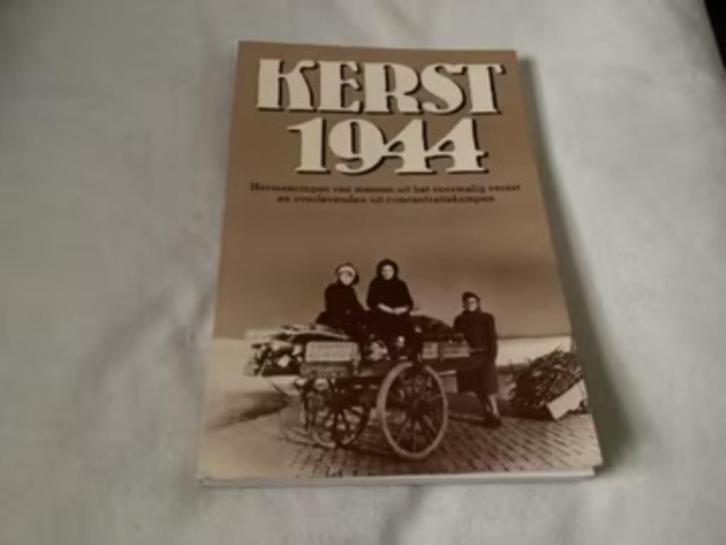 KERST
1944
Herinneringen van mensen uit het voormalig verzet
en overlevenden uit concentratiekampen